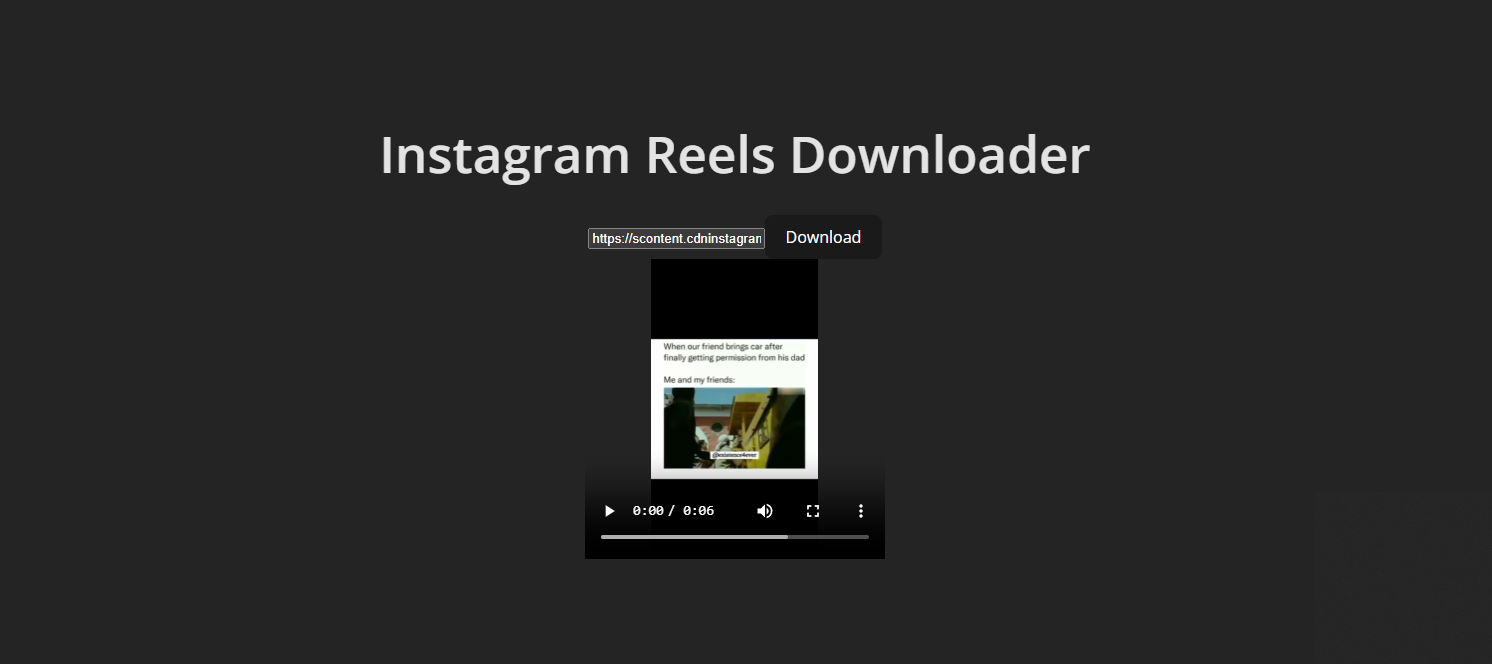 Instagram Reels Downloader
https://scontent.cdninstagram
Download
When our friend brings car after
finally getting permission from his dad
Me and my friends:
@existence4ever
0:00 / 0:06